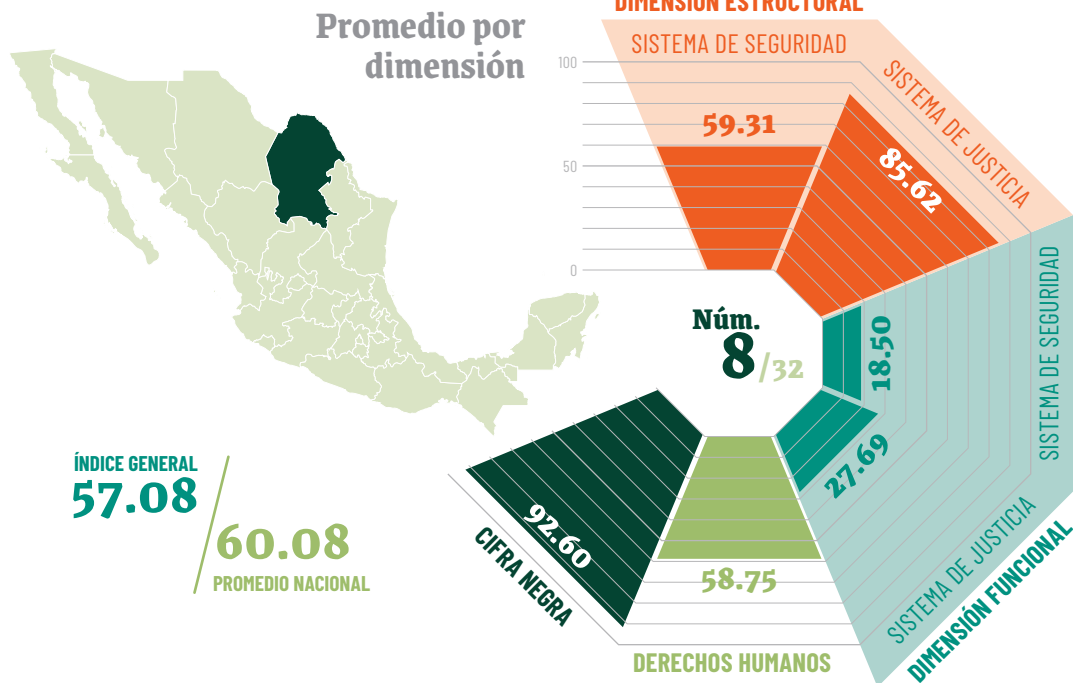 Promedio por
dimensión
DIMENSIÓN ESTRUCTURAL
SISTEMA DE SEGURIDAD
SISTEMA DE JUSTICIA
100
50
0
59.31
85.62
SISTEMA DE SEGURIDAD
18.50
27.69
SISTEMA DE JUSTICIA
DIMENSIÓN FUNCIONAL
Núm.
8/32
92.60
CIFRA NEGRA
58.75
DERECHOS HUMANOS
ÍNDICE GENERAL
57.08
60.08
PROMEDIO NACIONAL